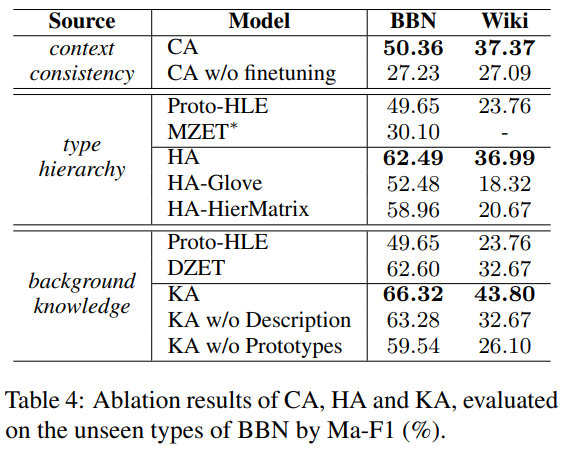 Source Model BBN Wiki
context consistency CA 50.36 37.37
CA w/o finetuning 27.23 27.09
type hierarchy Proto-HLE 49.65 23.76
MZET* 30.10 -
HA 62.49 36.99
HA-Glove 52.48 18.32
HA-HierMatrix 58.96 20.67
background knowledge Proto-HLE 49.65 23.76
DZET 62.60 32.67
KA 66.32 43.80
KA w/o Description 63.28 32.67
KA w/o Prototypes 59.54 26.10
Table 4: Ablation results of CA, HA and KA, evaluated
on the unseen types of BBN by Ma-F1 (%).